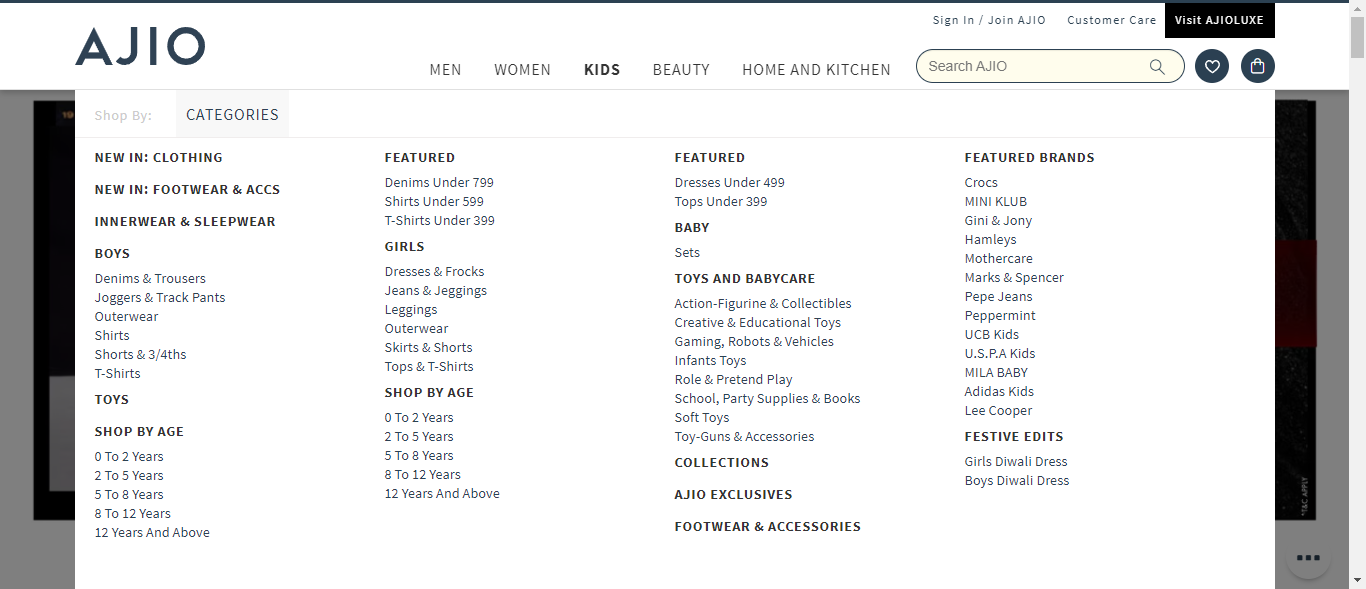 Sign In / Join AJIO
Customer Care
Visit AJIOLUXE
AJIO
MEN
WOMEN
KIDS
BEAUTY
HOME AND KITCHEN
Search AJIO
Shop By:
CATEGORIES
NEW IN: CLOTHING
NEW IN: FOOTWEAR & ACCS
INNERWEAR & SLEEPWEAR
BOYS
Denims & Trousers
Joggers & Track Pants
Outerwear
Shirts
Shorts & 3/4ths
T-Shirts
TOYS
SHOP BY AGE
0 To 2 Years
2 To 5 Years
5 To 8 Years
8 To 12 Years
12 Years And Above
FEATURED
Denims Under 799
Shirts Under 599
T-Shirts Under 399
GIRLS
Dresses & Frocks
Jeans & Jeggings
Leggings
Outerwear
Skirts & Shorts
Tops & T-Shirts
SHOP BY AGE
0 To 2 Years
2 To 5 Years
5 To 8 Years
8 To 12 Years
12 Years And Above
FEATURED
Dresses Under 499
Tops Under 399
BABY
Sets
TOYS AND BABYCARE
Action-Figurine & Collectibles
Creative & Educational Toys
Gaming, Robots & Vehicles
Infants Toys
Role & Pretend Play
School, Party Supplies & Books
Soft Toys
Toy-Guns & Accessories
COLLECTIONS
AJIO EXCLUSIVES
FOOTWEAR & ACCESSORIES
FEATURED BRANDS
Crocs
MINI KLUB
Gini & Jony
Hamleys
Mothercare
Marks & Spencer
Pepe Jeans
Peppermint
UCB Kids
U.S.P.A Kids
MILA BABY
Adidas Kids
Lee Cooper
FESTIVE EDITS
Girls Diwali Dress
Boys Diwali Dress
19
*T&C APPLY